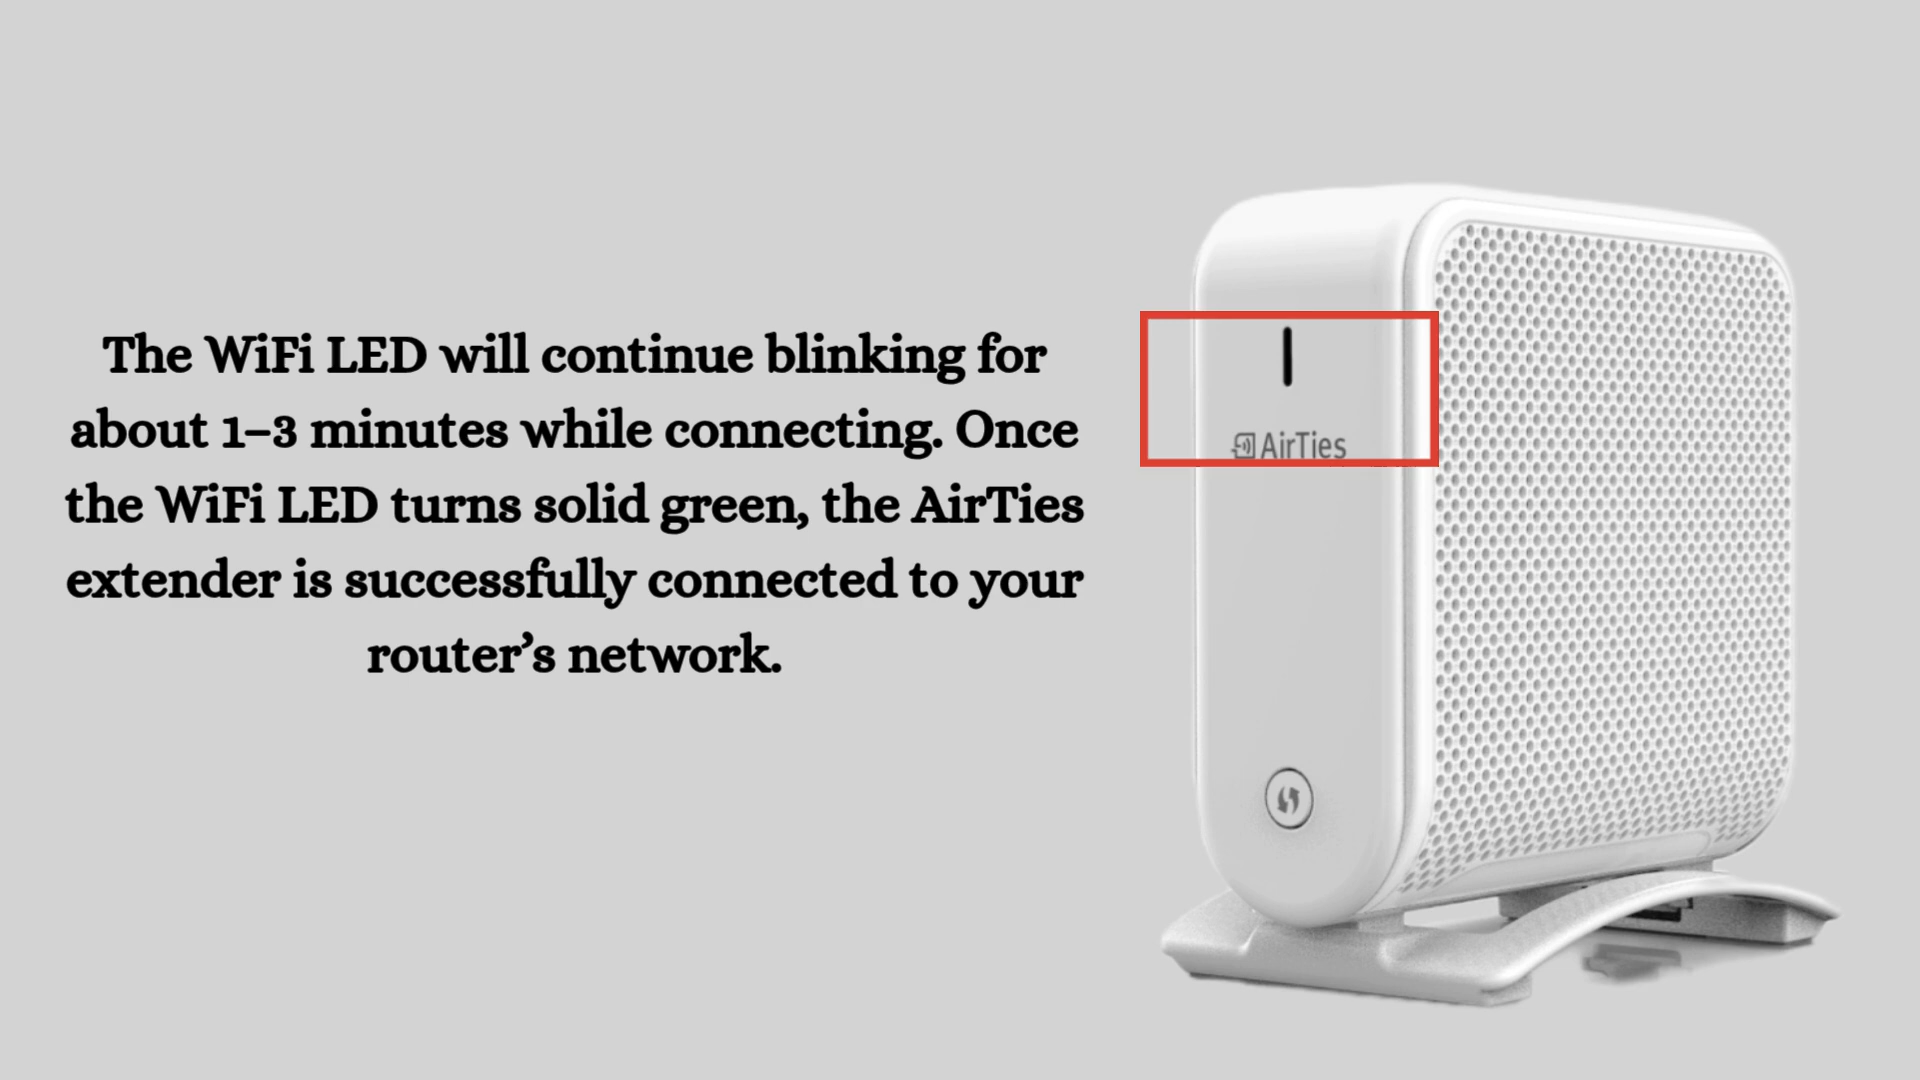 The WiFi LED will continue blinking for
about 1–3 minutes while connecting. Once
the WiFi LED turns solid green, the AirTies
extender is successfully connected to your
router’s network.
AirTies